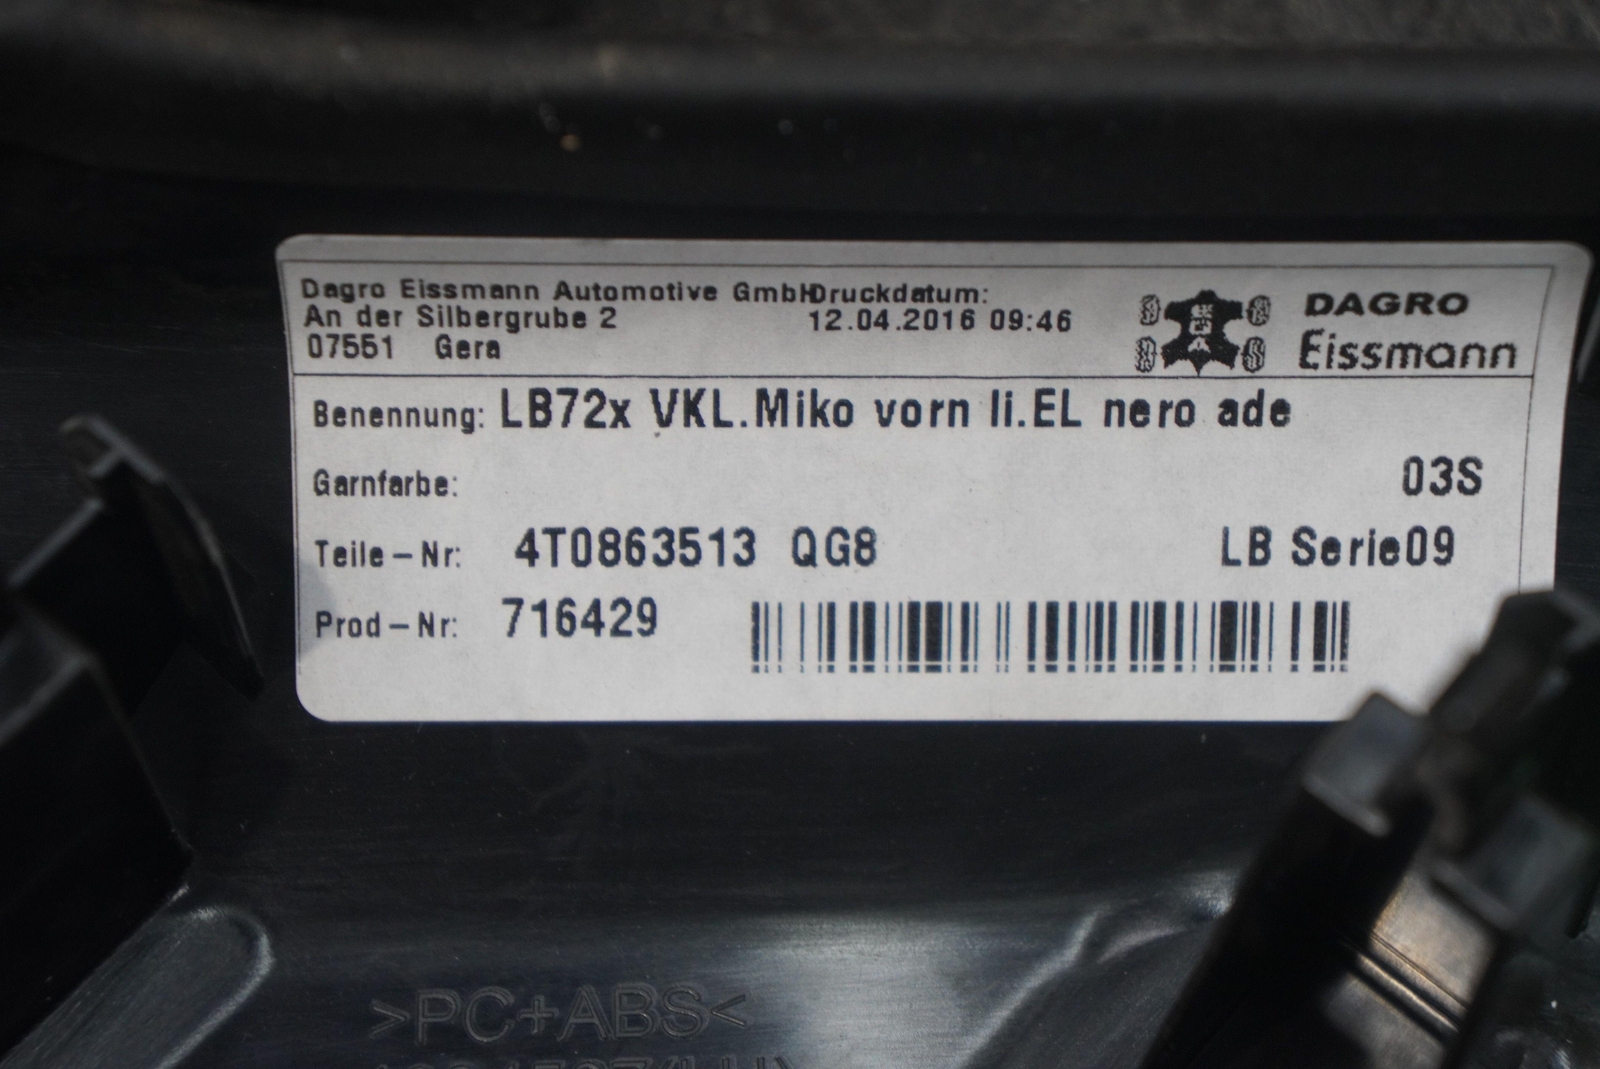 Dagro Eissmann Automotive GmbH Druckdatum:
An der Silbergrube 2 12.04.2016 09:46
07551 Gera
DAGRO
Eissmann
Benennung: LB72x VKL.Miko vorn li.EL nero ade
Garnfarbe: 03S
Teile-Nr: 4T0863513 QG8 LB Serie09
Prod-Nr: 716429
>PC+ABS<